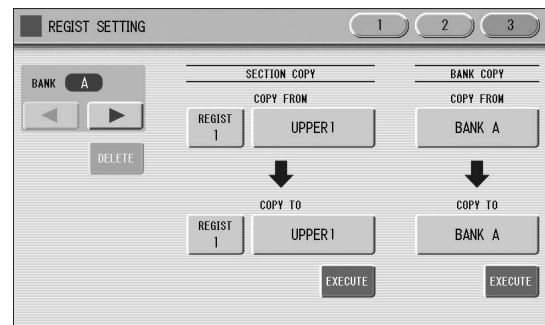 REGIST SETTING
1
2
3
BANK A
DELETE
SECTION COPY
COPY FROM
REGIST
1
UPPER1
COPY TO
REGIST
1
UPPER1
EXECUTE
BANK COPY
COPY FROM
BANK A
COPY TO
BANK A
EXECUTE